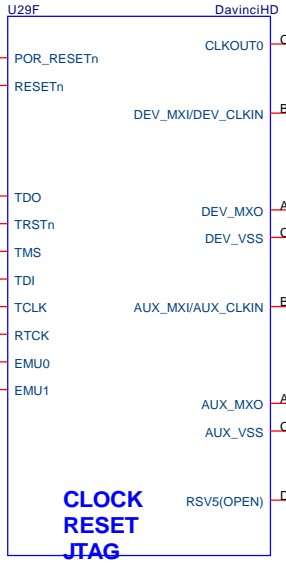 U29F DavinciHD
CLKOUT0
POR_RESETn
RESETn
DEV_MXI/DEV_CLKIN
TDO
TRSTn
DEV_MXO
DEV_VSS
TMS
TDI
TCLK
AUX_MXI/AUX_CLKIN
RTCK
EMU0
EMU1
AUX_MXO
AUX_VSS
RSV5(OPEN)
CLOCK
RESET
JTAG